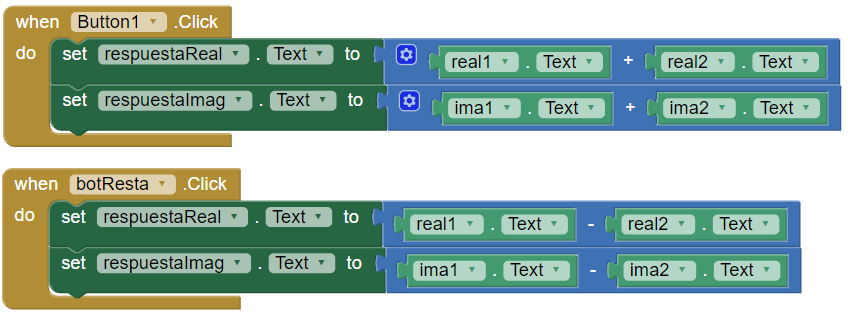 when Button1 .Click
do set respuestaReal . Text to real1 . Text + real2 . Text
set respuestaImag . Text to ima1 . Text + ima2 . Text
when botResta .Click
do set respuestaReal . Text to real1 . Text - real2 . Text
set respuestaImag . Text to ima1 . Text - ima2 . Text